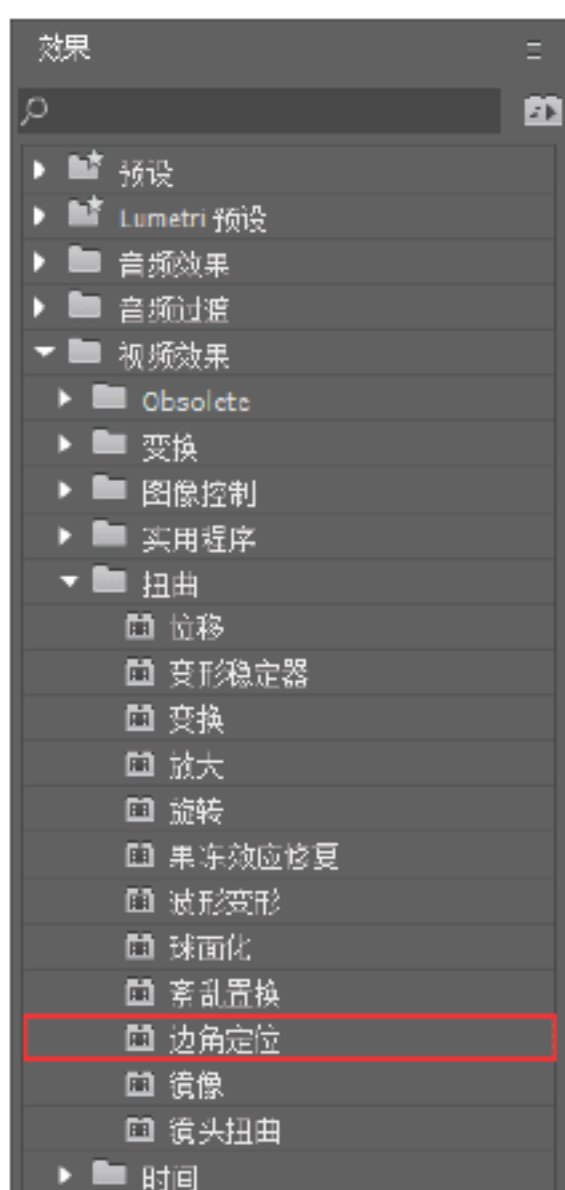 效果
预设
Lumetri 预设
音频效果
音频过渡
视频效果
Obsolete
变换
图像控制
实用程序
扭曲
位移
变形稳定器
变换
放大
旋转
果冻效应修复
波形变形
球面化
紊乱置换
边角定位
镜像
镜头扭曲
时间